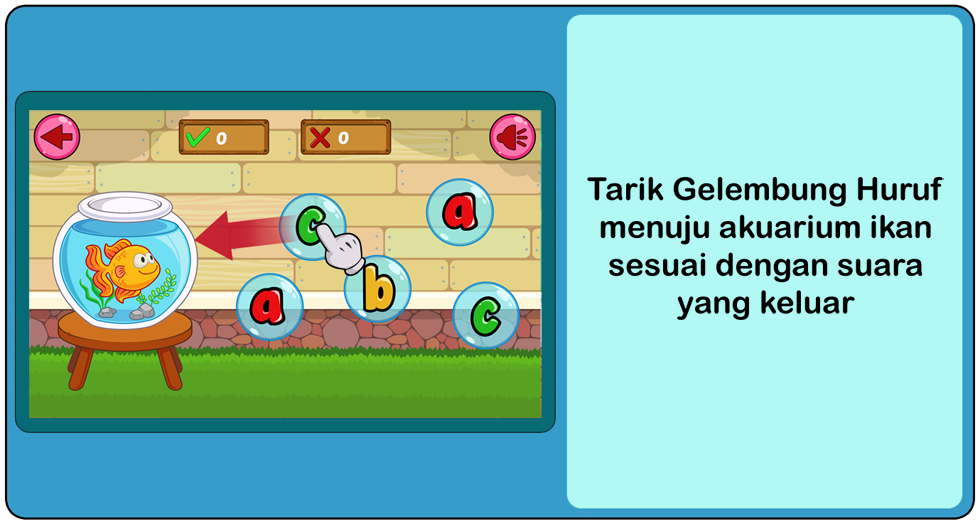 0
0
c
a
a
b
c
Tarik Gelembung Huruf
menuju akuarium ikan
sesuai dengan suara
yang keluar